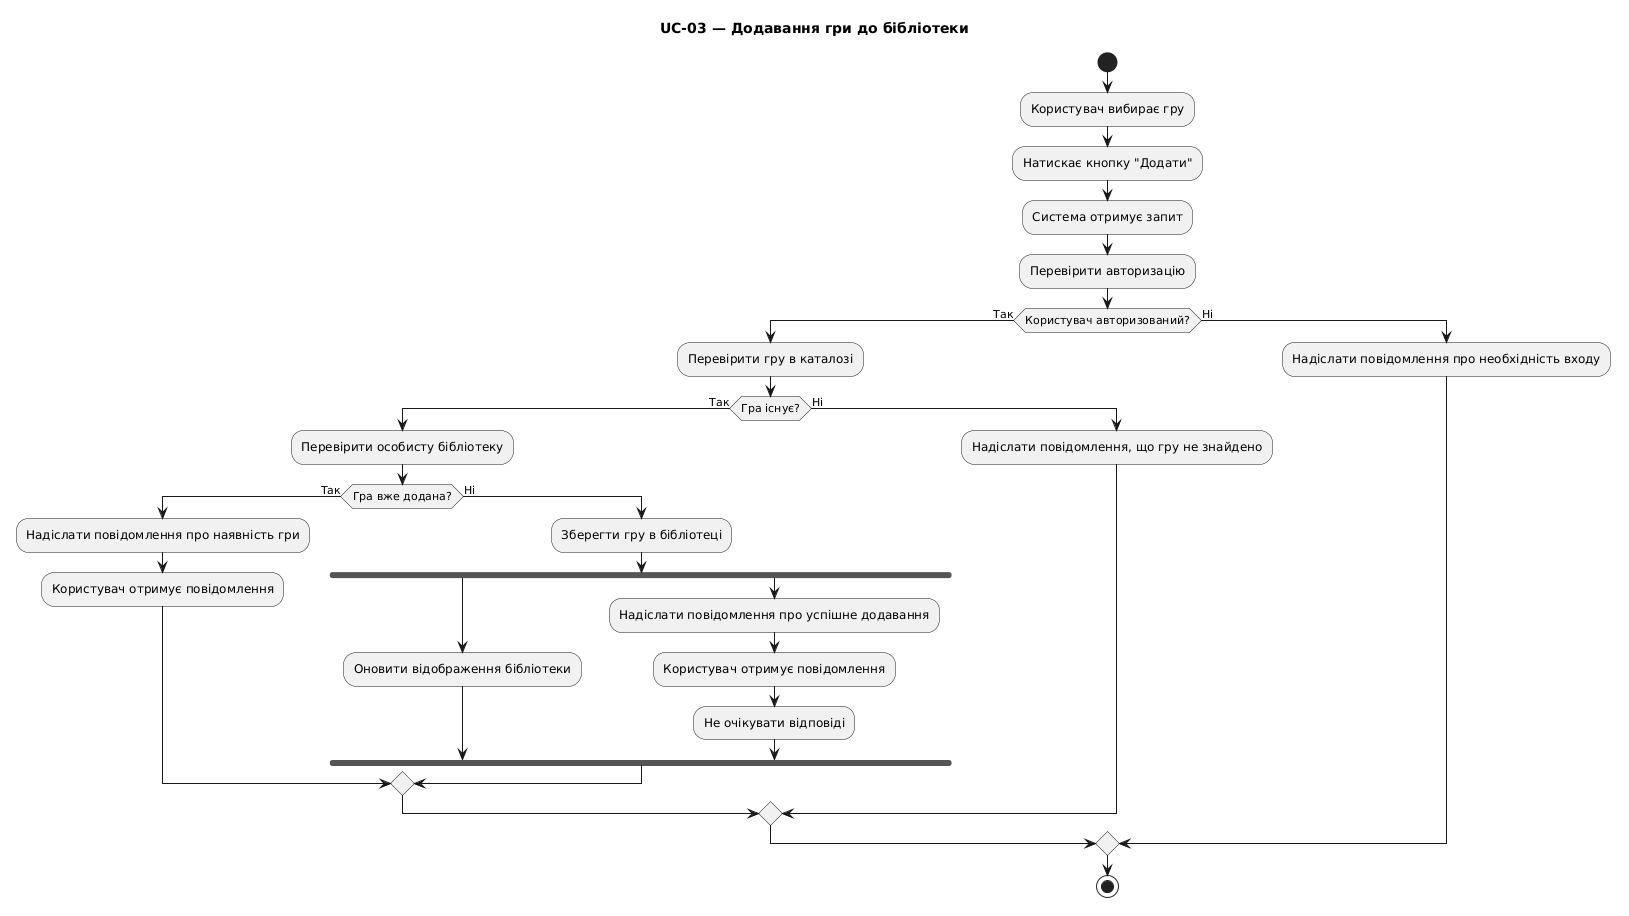 UC-03 — Додавання гри до бібліотеки
Користувач вибирає гру
Натискає кнопку "Додати"
Система отримує запит
Перевірити авторизацію
Так
Користувач авторизований?
Ні
Перевірити гру в каталозі
Надіслати повідомлення про необхідність входу
Так
Гра існує?
Ні
Перевірити особисту бібліотеку
Надіслати повідомлення, що гру не знайдено
Так
Гра вже додана?
Ні
Надіслати повідомлення про наявність гри
Зберегти гру в бібліотеці
Користувач отримує повідомлення
Надіслати повідомлення про успішне додавання
Оновити відображення бібліотеки
Користувач отримує повідомлення
Не очікувати відповіді